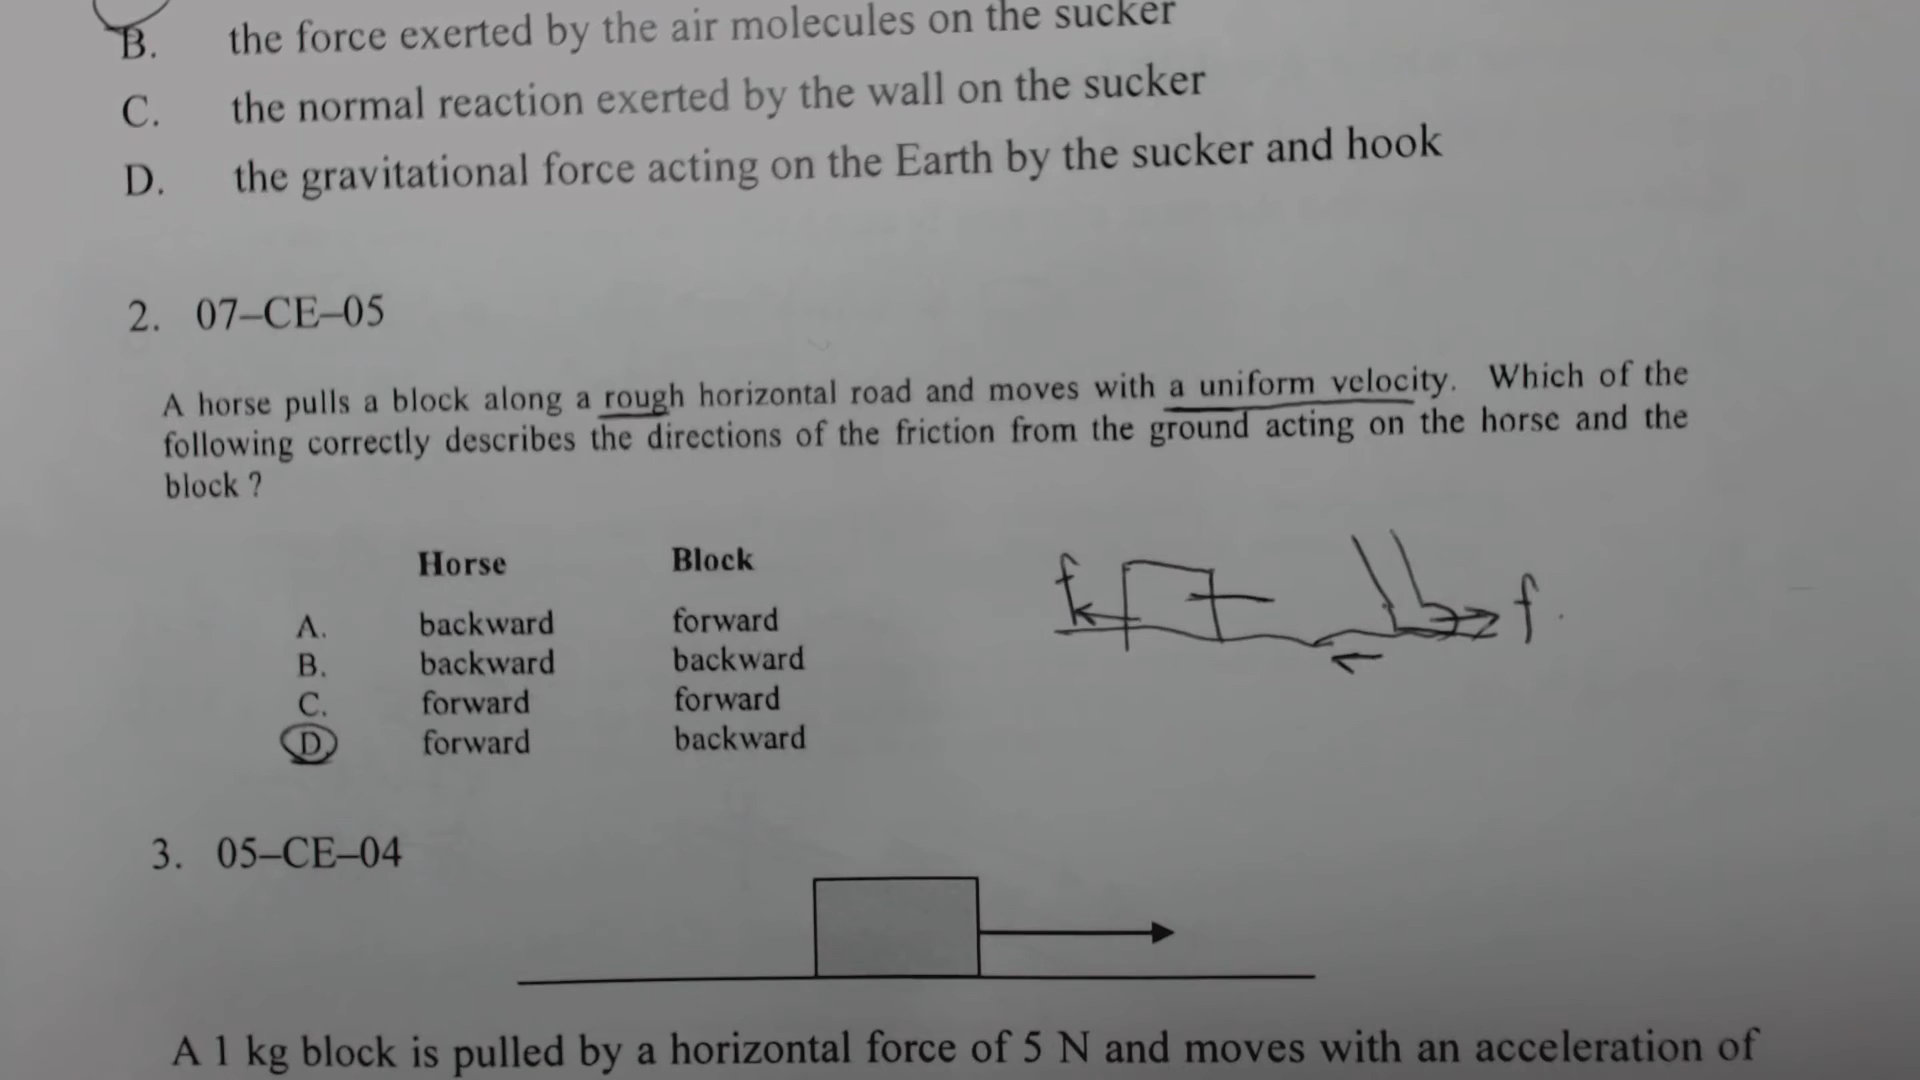 B. the force exerted by the air molecules on the sucker
C. the normal reaction exerted by the wall on the sucker
D. the gravitational force acting on the Earth by the sucker and hook
2. 07–CE–05
A horse pulls a block along a rough horizontal road and moves with a uniform velocity. Which of the
following correctly describes the directions of the friction from the ground acting on the horse and the
block ?
Horse Block
A. backward forward
B. backward backward
C. forward forward
D. forward backward
f f
3. 05–CE–04
A 1 kg block is pulled by a horizontal force of 5 N and moves with an acceleration of